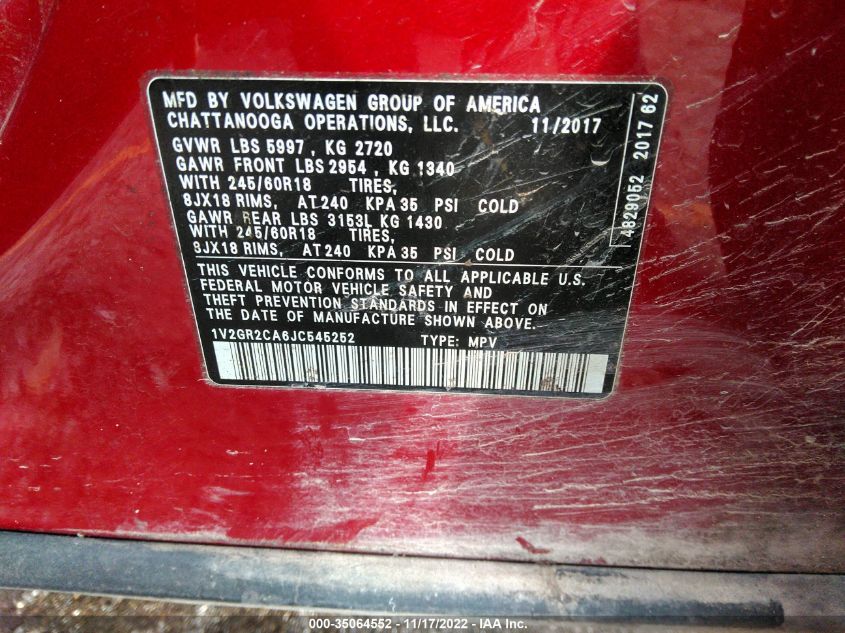 MFD BY VOLKSWAGEN GROUP OF AMERICA
CHATTANOOGA OPERATIONS, LLC. 11/2017
GVWR LBS 5997 , KG 2720
GAWR FRONT LBS 2954 , KG 1340
WITH 245/60R18 TIRES,
8JX18 RIMS, AT 240 KPA 35 PSI COLD
GAWR REAR LBS 3153L KG 1430
WITH 245/60R18 TIRES,
8JX18 RIMS, AT 240 KPA 35 PSI COLD
THIS VEHICLE CONFORMS TO ALL APPLICABLE U.S.
FEDERAL MOTOR VEHICLE SAFETY AND
THEFT PREVENTION STANDARDS IN EFFECT ON
THE DATE OF MANUFACTURE SHOWN ABOVE.
1V2GR2CA6JC545252 TYPE: MPV
4829052 2017 62
000-35064552 - 11/17/2022 - IAA Inc.